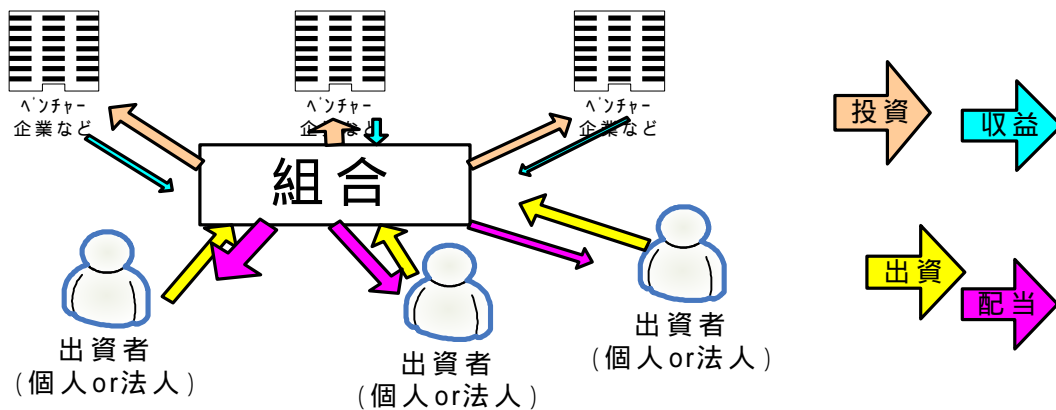 ベンチャー
企業など
ベンチャー
企業など
ベンチャー
企業など
投資
収益
組合
出資
配当
出資者
(個人or法人)
出資者
(個人or法人)
出資者
(個人or法人)